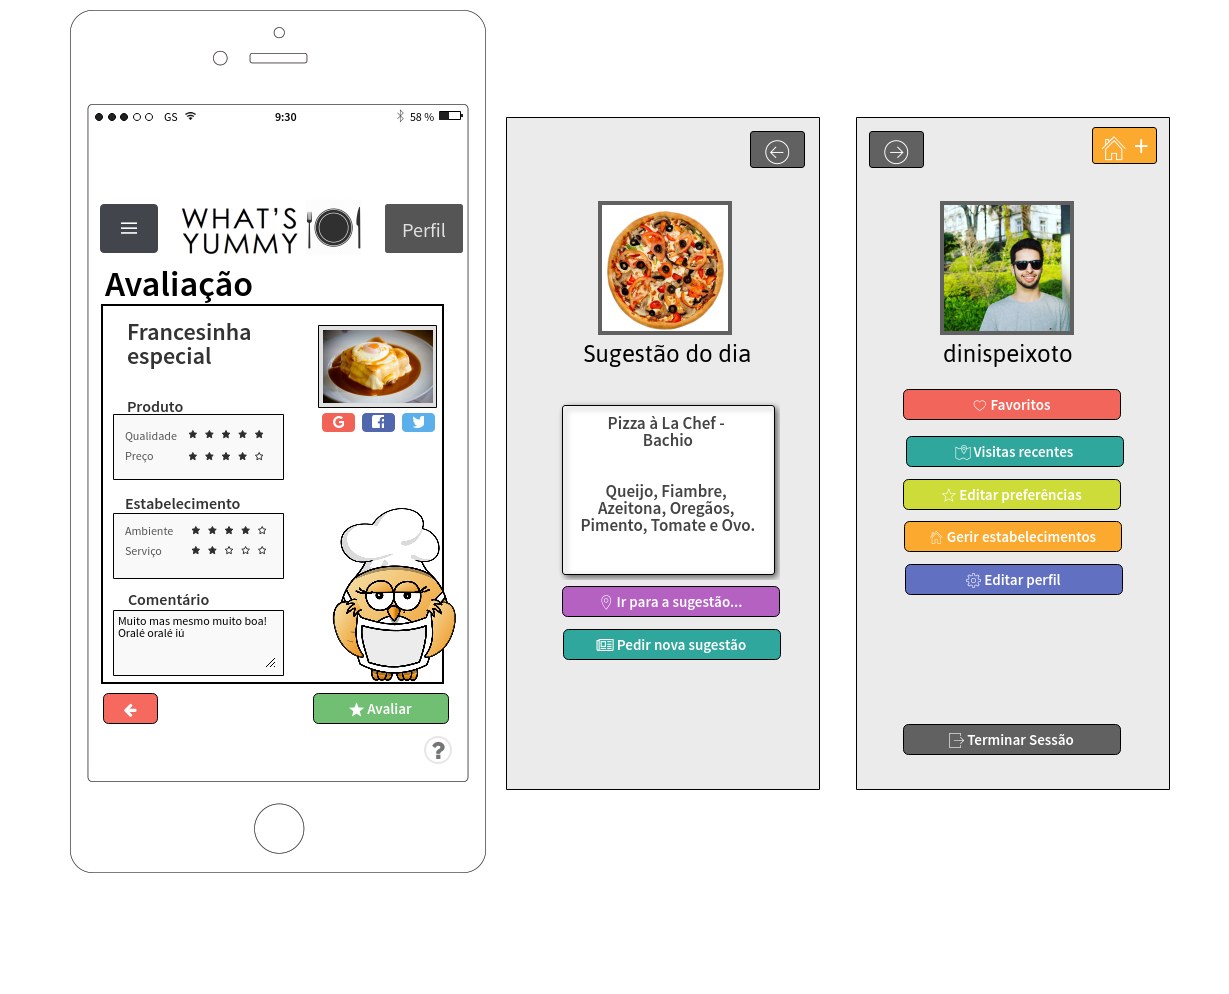 GS 9:30 58 %
WHAT'S
YUMMY
Perfil
Avaliação
Francesinha
especial
Produto
Qualidade
Preço
Estabelecimento
Ambiente
Serviço
Comentário
Muito mas mesmo muito boa!
Oralé oralé iú
Avaliar
?
Sugestão do dia
Pizza à La Chef -
Bachio
Queijo, Fiambre,
Azeitona, Oregãos,
Pimento, Tomate e Ovo.
Ir para a sugestão...
Pedir nova sugestão
+
dinispeixoto
Favoritos
Visitas recentes
Editar preferências
Gerir estabelecimentos
Editar perfil
Terminar Sessão